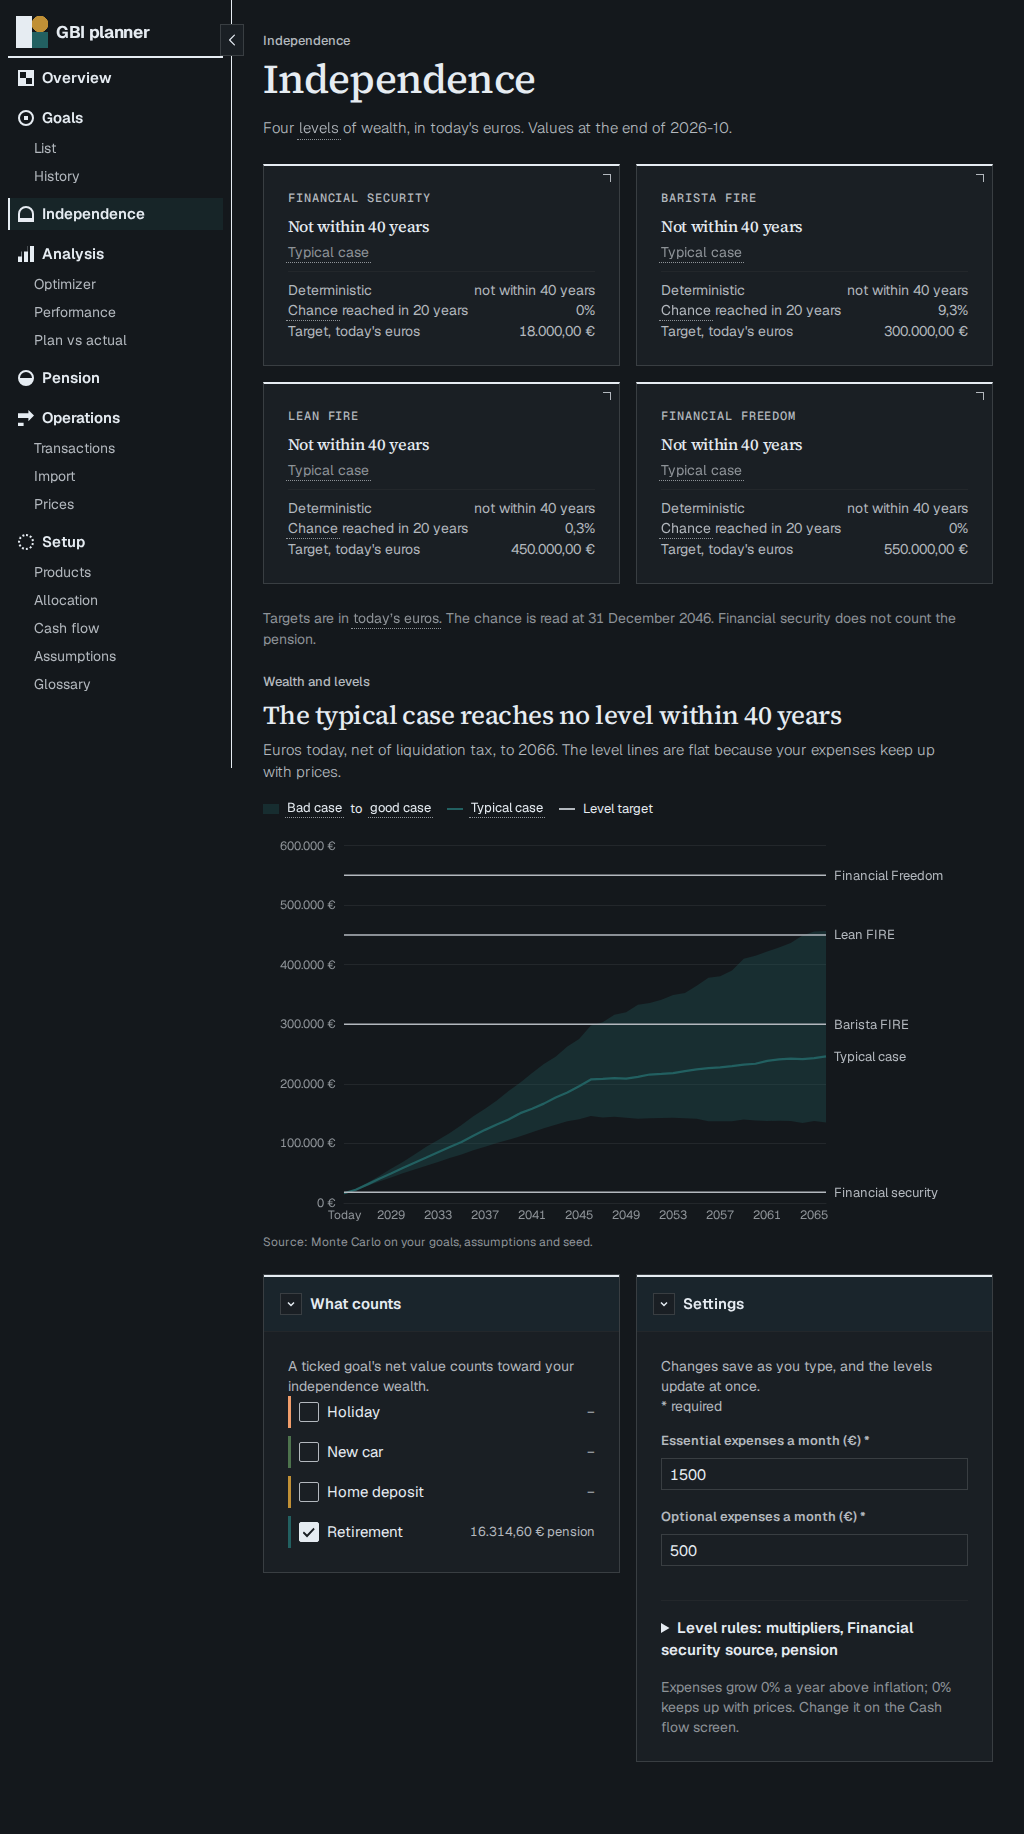 GBI planner
Overview
Goals
List
History
Independence
Analysis
Optimizer
Performance
Plan vs actual
Pension
Operations
Transactions
Import
Prices
Setup
Products
Allocation
Cash flow
Assumptions
Glossary
Independence
Independence
Four levels of wealth, in today's euros. Values at the end of 2026-10.
FINANCIAL SECURITY
Not within 40 years
Typical case
Deterministic not within 40 years
Chance reached in 20 years 0%
Target, today's euros 18.000,00 €
BARISTA FIRE
Not within 40 years
Typical case
Deterministic not within 40 years
Chance reached in 20 years 9,3%
Target, today's euros 300.000,00 €
LEAN FIRE
Not within 40 years
Typical case
Deterministic not within 40 years
Chance reached in 20 years 0,3%
Target, today's euros 450.000,00 €
FINANCIAL FREEDOM
Not within 40 years
Typical case
Deterministic not within 40 years
Chance reached in 20 years 0%
Target, today's euros 550.000,00 €
Targets are in today's euros. The chance is read at 31 December 2046. Financial security does not count the
pension.
Wealth and levels
The typical case reaches no level within 40 years
Euros today, net of liquidation tax, to 2066. The level lines are flat because your expenses keep up
with prices.
Bad case to good case Typical case Level target
600.000 €
Financial Freedom
500.000 €
Lean FIRE
400.000 €
300.000 € Barista FIRE
Typical case
200.000 €
100.000 €
Financial security
0 €
Today 2029 2033 2037 2041 2045 2049 2053 2057 2061 2065
Source: Monte Carlo on your goals, assumptions and seed.
What counts
A ticked goal's net value counts toward your
independence wealth.
Holiday –
New car –
Home deposit –
Retirement 16.314,60 € pension
Settings
Changes save as you type, and the levels
update at once.
* required
Essential expenses a month (€) *
1500
Optional expenses a month (€) *
500
Level rules: multipliers, Financial
security source, pension
Expenses grow 0% a year above inflation; 0%
keeps up with prices. Change it on the Cash
flow screen.